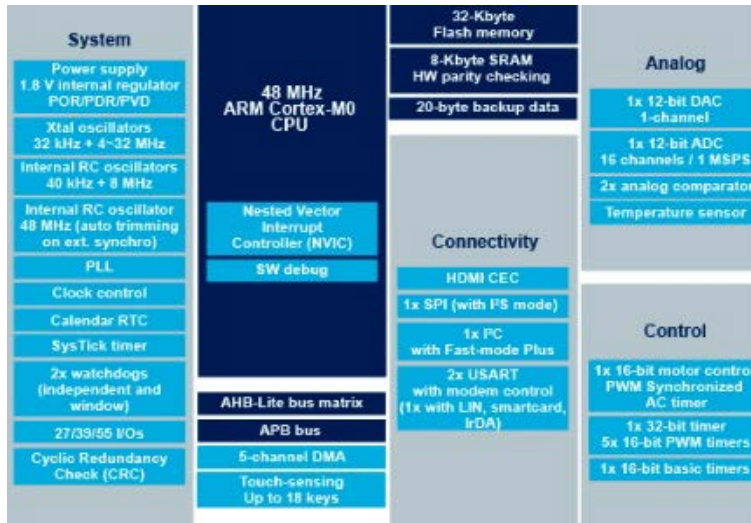 System
Power supply
1.8 V internal regulator
POR/PDR/PVD
Xtal oscillators
32 kHz + 4~32 MHz
Internal RC oscillators
40 kHz + 8 MHz
Internal RC oscillator
48 MHz (auto trimming
on ext. synchro)
PLL
Clock control
Calendar RTC
SysTick timer
2x watchdogs
(independent and
window)
27/39/55 I/Os
Cyclic Redundancy
Check (CRC)
48 MHz
ARM Cortex-M0
CPU
Nested Vector
Interrupt
Controller (NVIC)
SW debug
AHB-Lite bus matrix
APB bus
5-channel DMA
Touch-sensing
Up to 18 keys
32-Kbyte
Flash memory
8-Kbyte SRAM
HW parity checking
20-byte backup data
Connectivity
HDMI CEC
1x SPI (with I²S mode)
1x I²C
with Fast-mode Plus
2x USART
with modem control
(1x with LIN, smartcard,
IrDA)
Analog
1x 12-bit DAC
1-channel
1x 12-bit ADC
16 channels / 1 MSPS
2x analog comparator
Temperature sensor
Control
1x 16-bit motor control
PWM Synchronized
AC timer
1x 32-bit timer
5x 16-bit PWM timers
1x 16-bit basic timers